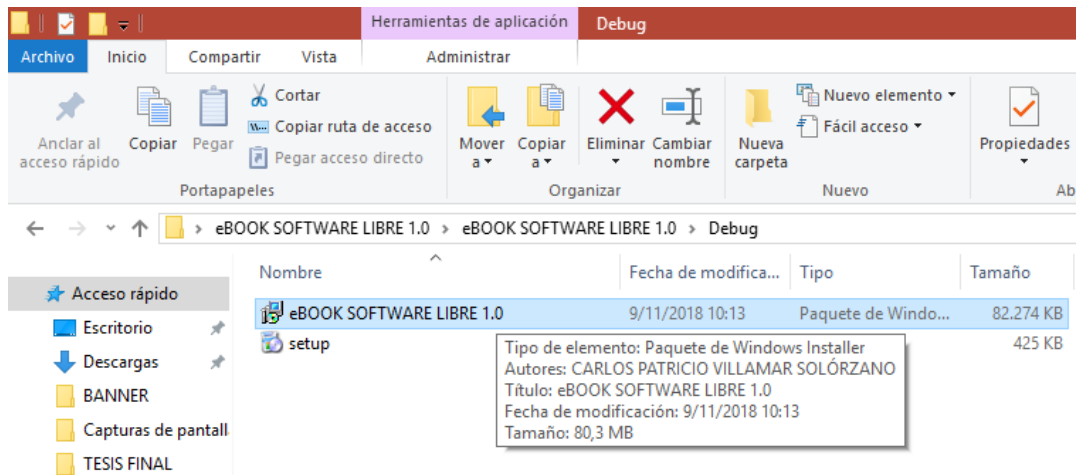 Herramientas de aplicación Debug
Archivo Inicio Compartir Vista Administrar
Anclar al acceso rápido
Copiar
Pegar
Cortar
Copiar ruta de acceso
Pegar acceso directo
Portapapeles
Mover a
Copiar a
Eliminar
Cambiar nombre
Organizar
Nueva carpeta
Nuevo elemento
Fácil acceso
Nuevo
Propiedades
Ab
eBOOK SOFTWARE LIBRE 1.0 > eBOOK SOFTWARE LIBRE 1.0 > Debug
Nombre Fecha de modifica... Tipo Tamaño
Acceso rápido
Escritorio
Descargas
BANNER
Capturas de pantall
TESIS FINAL
eBOOK SOFTWARE LIBRE 1.0 9/11/2018 10:13 Paquete de Windo... 82.274 KB
setup 425 KB
Tipo de elemento: Paquete de Windows Installer
Autores: CARLOS PATRICIO VILLAMAR SOLÓRZANO
Título: eBOOK SOFTWARE LIBRE 1.0
Fecha de modificación: 9/11/2018 10:13
Tamaño: 80,3 MB